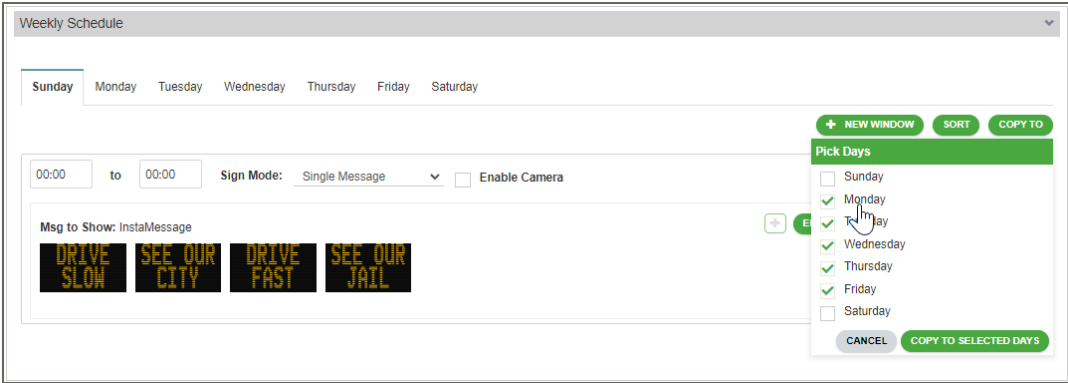 Weekly Schedule
Sunday Monday Tuesday Wednesday Thursday Friday Saturday
+ NEW WINDOW SORT COPY TO
Pick Days
Sunday
Monday
Wednesday
Thursday
Friday
Saturday
CANCEL COPY TO SELECTED DAYS
00:00 to 00:00 Sign Mode: Single Message Enable Camera
Msg to Show: InstaMessage
DRIVE SLOW
SEE OUR CITY
DRIVE FAST
SEE OUR JAIL